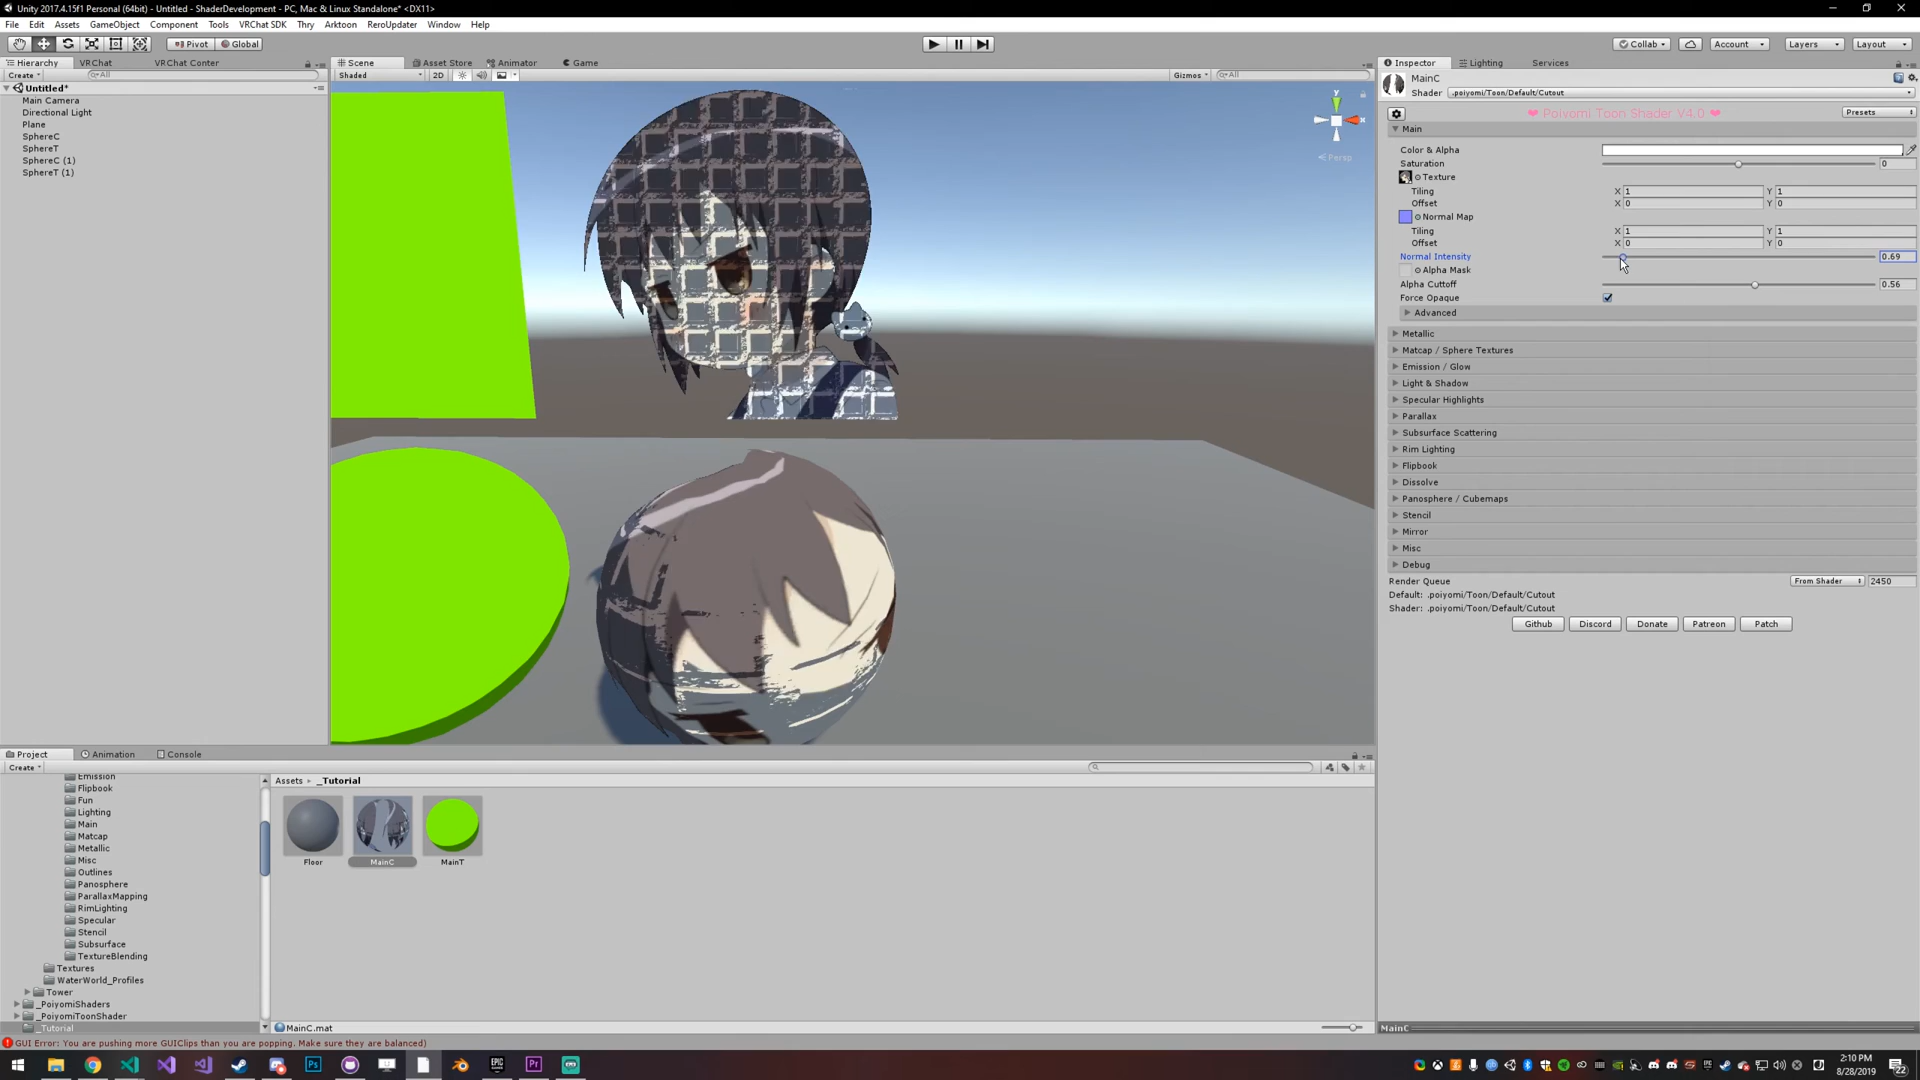 Unity 2017.4.15f1 Personal (64bit) - Untitled - ShaderDevelopment - PC, Mac & Linux Standalone* <DX11>
File Edit Assets GameObject Component Tools VRChat SDK Thry Arktoon ReroUpdater Window Help
Pivot Global Collab Account Layers Layout
Hierarchy VRChat VRChat Conter Scene Asset Store Animator Game Inspector Lighting Services
Create All Shaded 2D Gizmos All
Untitled*
Main Camera
Directional Light
Plane
SphereC
SphereT
SphereC (1)
SphereT (1)
y
x
Persp
MainC
Shader .poiyomi/Toon/Default/Cutout
❤ Poiyomi Toon Shader V4.0 ❤ Presets
Main
Color & Alpha
Saturation 0
Texture
Tiling X 1 Y 1
Offset X 0 Y 0
Normal Map
Tiling X 1 Y 1
Offset X 0 Y 0
Normal Intensity 0.69
Alpha Mask
Alpha Cuttoff 0.56
Force Opaque
Advanced
Metallic
Matcap / Sphere Textures
Emission / Glow
Light & Shadow
Specular Highlights
Parallax
Subsurface Scattering
Rim Lighting
Flipbook
Dissolve
Panosphere / Cubemaps
Stencil
Mirror
Misc
Debug
Render Queue From Shader 2450
Default: .poiyomi/Toon/Default/Cutout
Shader: .poiyomi/Toon/Default/Cutout
Github Discord Donate Patreon Patch
Project Animation Console
Create
Emission
Flipbook
Fun
Lighting
Main
Matcap
Metallic
Misc
Outlines
Panosphere
ParallaxMapping
RimLighting
Specular
Stencil
Subsurface
TextureBlending
Textures
WaterWorld_Profiles
Tower
_PoiyomiShaders
_PoiyomiToonShader
_Tutorial
Assets _Tutorial
Floor MainC MainT
MainC.mat
MainC
GUI Error: You are pushing more GUIClips than you are popping. Make sure they are balanced)
Ps
EPIC
Pr
2:10 PM
8/28/2019
22